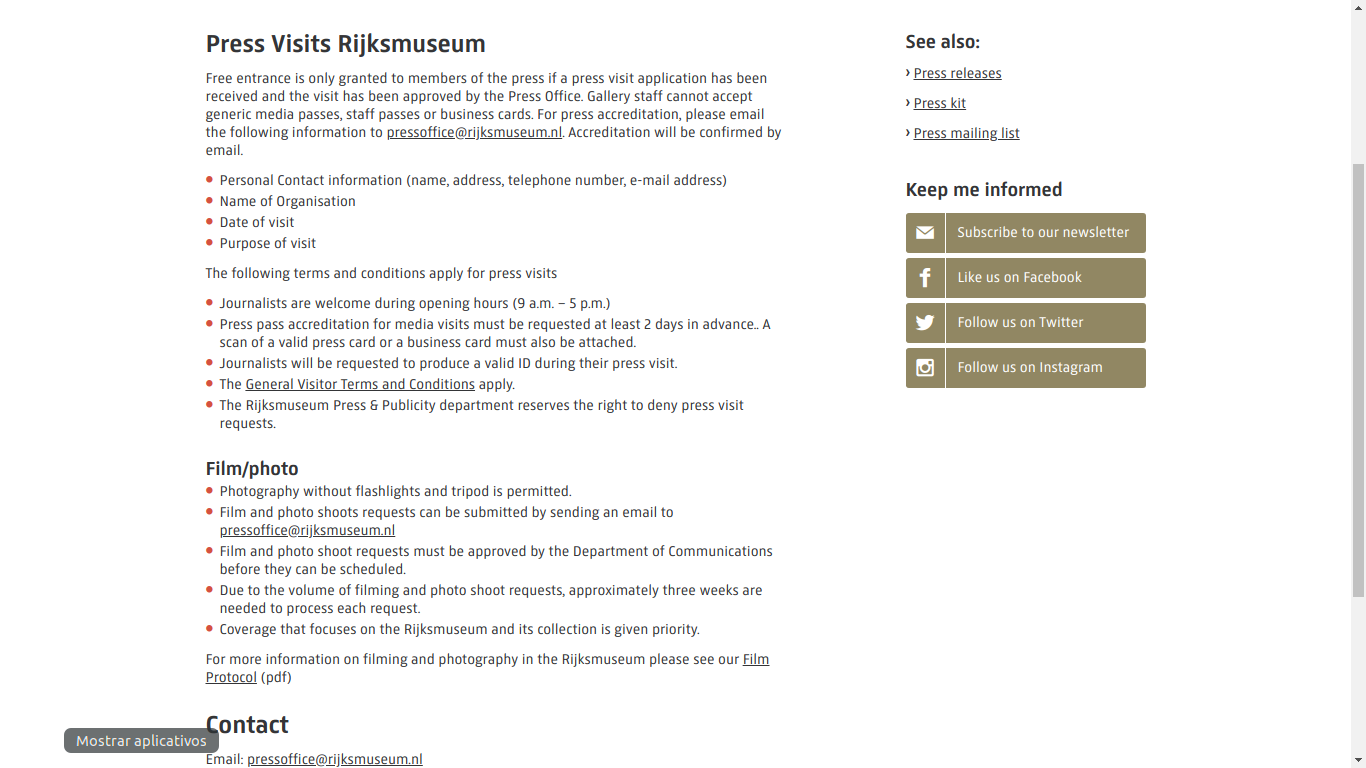 Press Visits Rijksmuseum
Free entrance is only granted to members of the press if a press visit application has been
received and the visit has been approved by the Press Office. Gallery staff cannot accept
generic media passes, staff passes or business cards. For press accreditation, please email
the following information to pressoffice@rijksmuseum.nl. Accreditation will be confirmed by
email.
Personal Contact information (name, address, telephone number, e-mail address)
Name of Organisation
Date of visit
Purpose of visit
The following terms and conditions apply for press visits
Journalists are welcome during opening hours (9 a.m. – 5 p.m.)
Press pass accreditation for media visits must be requested at least 2 days in advance.. A
scan of a valid press card or a business card must also be attached.
Journalists will be requested to produce a valid ID during their press visit.
The General Visitor Terms and Conditions apply.
The Rijksmuseum Press & Publicity department reserves the right to deny press visit
requests.
Film/photo
Photography without flashlights and tripod is permitted.
Film and photo shoots requests can be submitted by sending an email to
pressoffice@rijksmuseum.nl
Film and photo shoot requests must be approved by the Department of Communications
before they can be scheduled.
Due to the volume of filming and photo shoot requests, approximately three weeks are
needed to process each request.
Coverage that focuses on the Rijksmuseum and its collection is given priority.
For more information on filming and photography in the Rijksmuseum please see our Film
Protocol (pdf)
Contact
Mostrar aplicativos
Email: pressoffice@rijksmuseum.nl
See also:
› Press releases
› Press kit
› Press mailing list
Keep me informed
Subscribe to our newsletter
Like us on Facebook
Follow us on Twitter
Follow us on Instagram